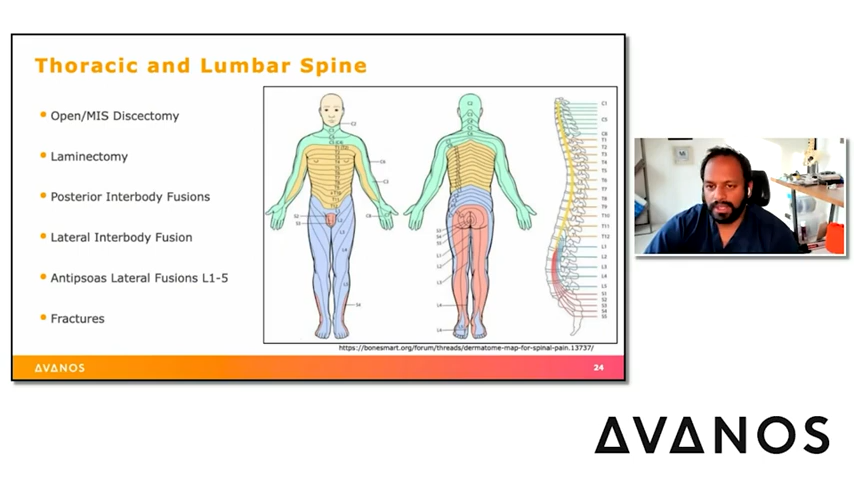 Thoracic and Lumbar Spine
Open/MIS Discectomy
Laminectomy
Posterior Interbody Fusions
Lateral Interbody Fusion
Antipsoas Lateral Fusions L1-5
Fractures
C2
C2
C1
C5
C8
T1
T2
T3
T4
T5
T6
T7
T8
T9
T10
T11
T12
L1
L2
L3
L5
S1
S2
S3
S4
S5
https://bonesmart.org/forum/threads/dermatome-map-for-spinal-pain.13737/
AVANOS
24
AVANOS